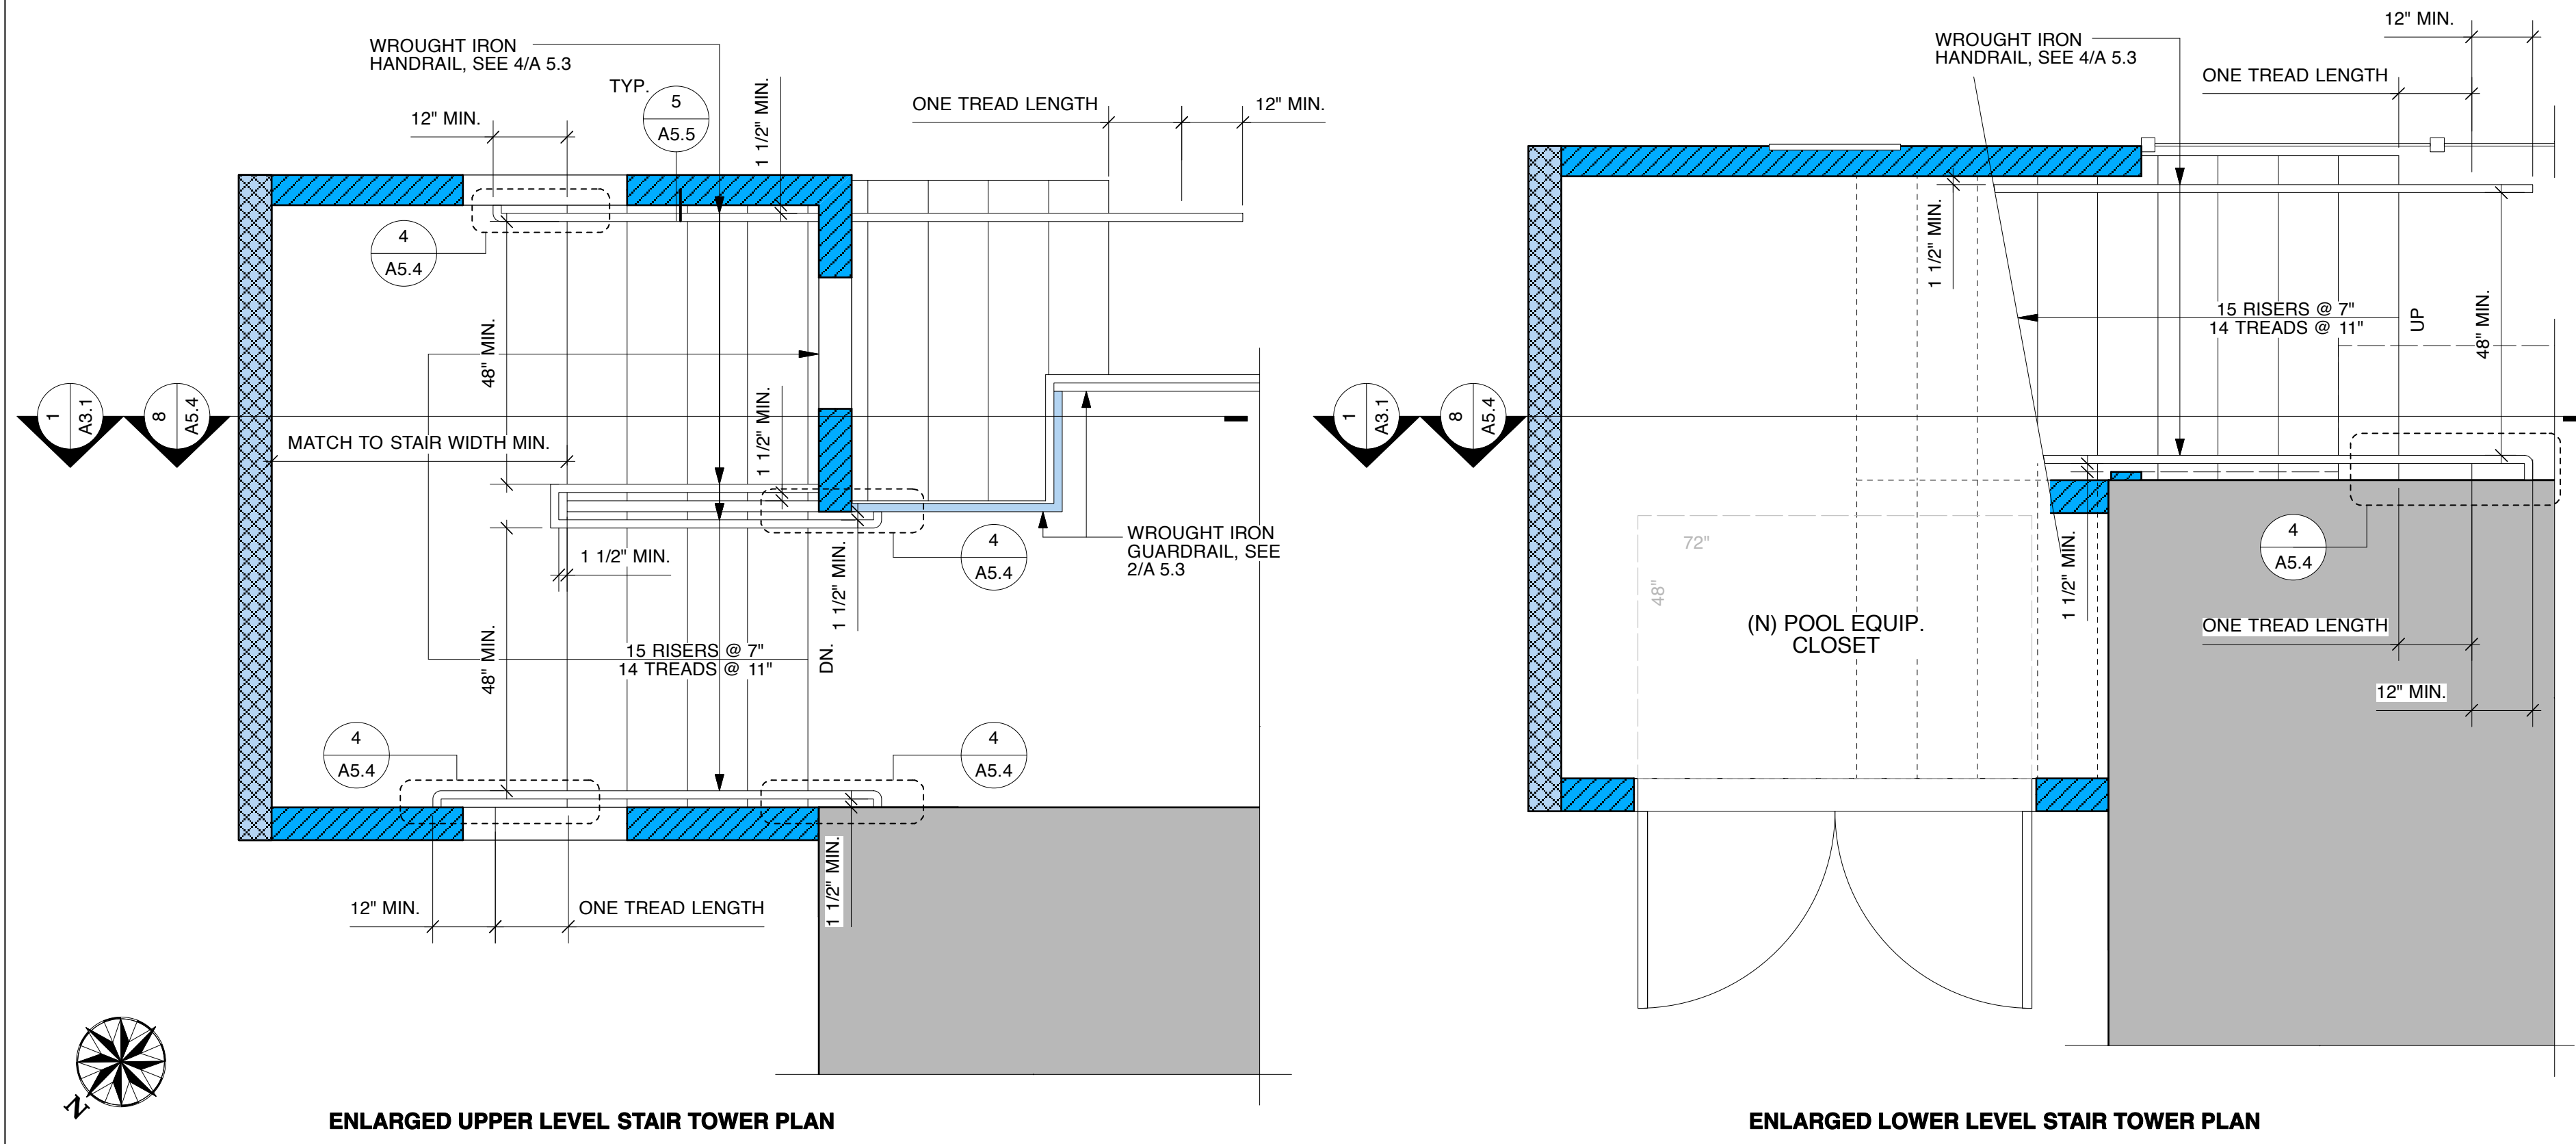 WROUGHT IRON
HANDRAIL, SEE 4/A 5.3
TYP.
5
A5.5
12" MIN.
1 1/2" MIN.
ONE TREAD LENGTH
12" MIN.
4
A5.4
48" MIN.
1
A3.1
8
A5.4
MATCH TO STAIR WIDTH MIN.
1 1/2" MIN.
1 1/2" MIN.
1 1/2" MIN.
4
A5.4
WROUGHT IRON
GUARDRAIL, SEE
2/A 5.3
48" MIN.
15 RISERS @ 7"
14 TREADS @ 11"
DN.
4
A5.4
4
A5.4
1 1/2" MIN.
12" MIN.
ONE TREAD LENGTH
N
ENLARGED UPPER LEVEL STAIR TOWER PLAN
WROUGHT IRON
HANDRAIL, SEE 4/A 5.3
12" MIN.
ONE TREAD LENGTH
1 1/2" MIN.
15 RISERS @ 7"
14 TREADS @ 11"
UP
48" MIN.
1
A3.1
8
A5.4
72"
48"
1 1/2" MIN.
4
A5.4
(N) POOL EQUIP.
CLOSET
ONE TREAD LENGTH
12" MIN.
ENLARGED LOWER LEVEL STAIR TOWER PLAN